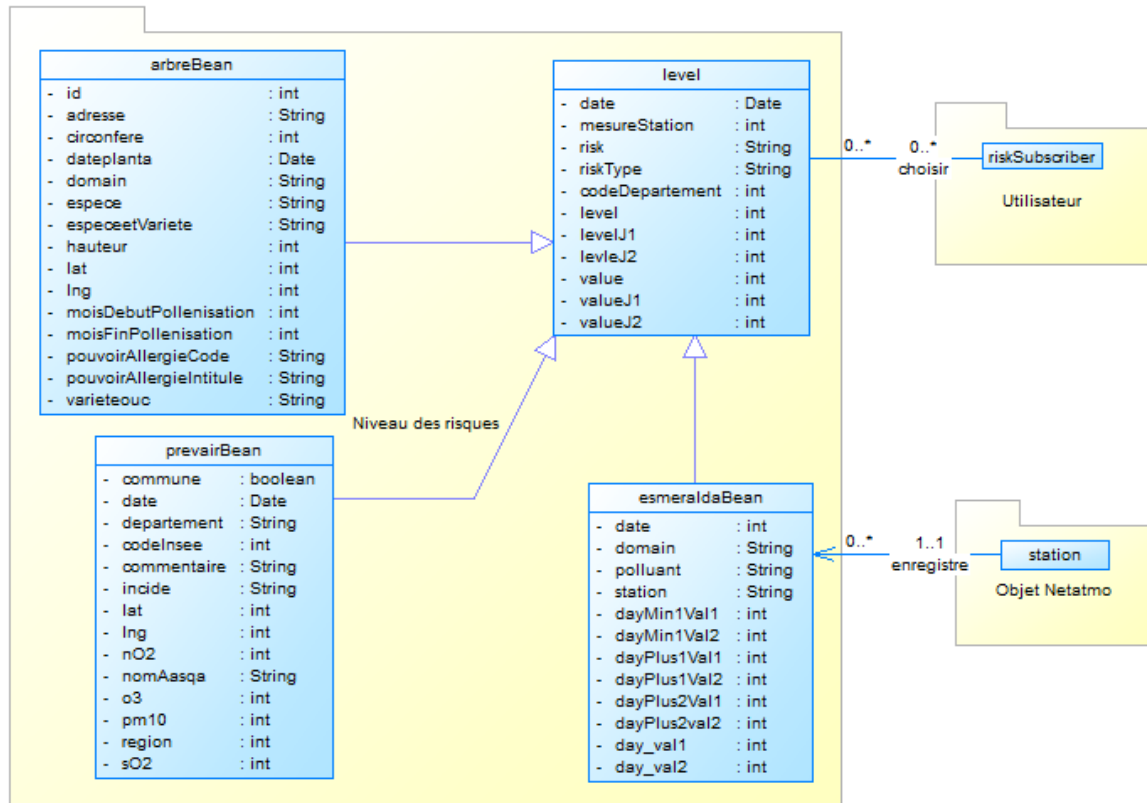 arbreBean
- id : int
- adresse : String
- circonfere : int
- dateplanta : Date
- domain : String
- espece : String
- especeetVariete : String
- hauteur : int
- lat : int
- lng : int
- moisDebutPollenisation : int
- moisFinPollenisation : int
- pouvoirAllergieCode : String
- pouvoirAllergieIntitule : String
- varieteouc : String
level
- date : Date
- mesureStation : int
- risk : String
- riskType : String
- codeDepartement : int
- level : int
- levelJ1 : int
- levleJ2 : int
- value : int
- valueJ1 : int
- valueJ2 : int
0..*
0..*
choisir
riskSubscriber
Utilisateur
Niveau des risques
prevairBean
- commune : boolean
- date : Date
- departement : String
- codeInsee : int
- commentaire : String
- incide : String
- lat : int
- lng : int
- nO2 : int
- nomAasqa : String
- o3 : int
- pm10 : int
- region : int
- sO2 : int
esmeraldaBean
- date : int
- domain : String
- polluant : String
- station : String
- dayMin1Val1 : int
- dayMin1Val2 : int
- dayPlus1Val1 : int
- dayPlus1Val2 : int
- dayPlus2Val1 : int
- dayPlus2val2 : int
- day_val1 : int
- day_val2 : int
0..*
1..1
enregistre
station
Objet Netatmo